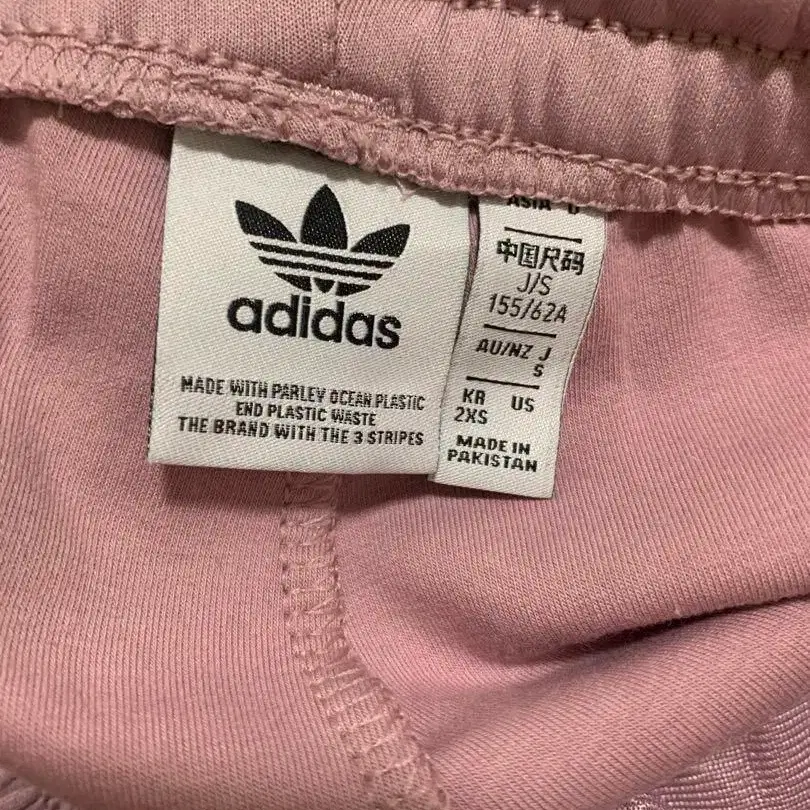 adidas
MADE WITH PARLEY OCEAN PLASTIC
END PLASTIC WASTE
THE BRAND WITH THE 3 STRIPES
ASIA
中国尺码
J/S
155/62A
AU/NZ J
S
KR US
2XS
MADE IN
PAKISTAN